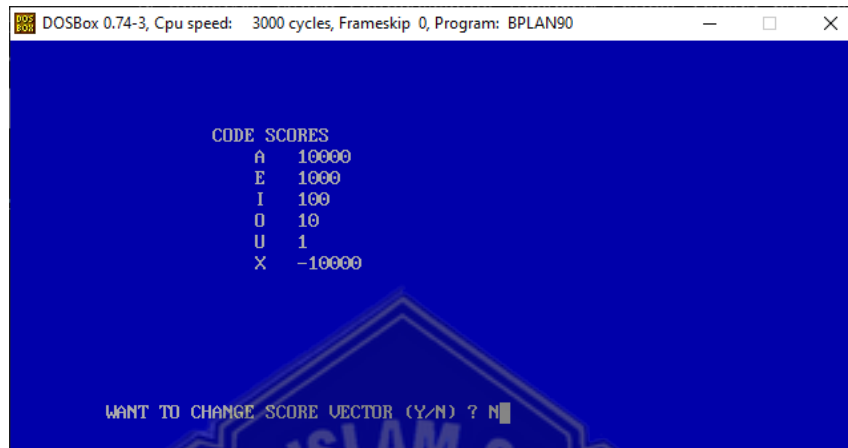 DOSBox 0.74-3, Cpu speed: 3000 cycles, Frameskip 0, Program: BPLAN90
CODE SCORES
A 10000
E 1000
I 100
O 10
U 1
X -10000
WANT TO CHANGE SCORE VECTOR (Y/N) ? N
ISLAM